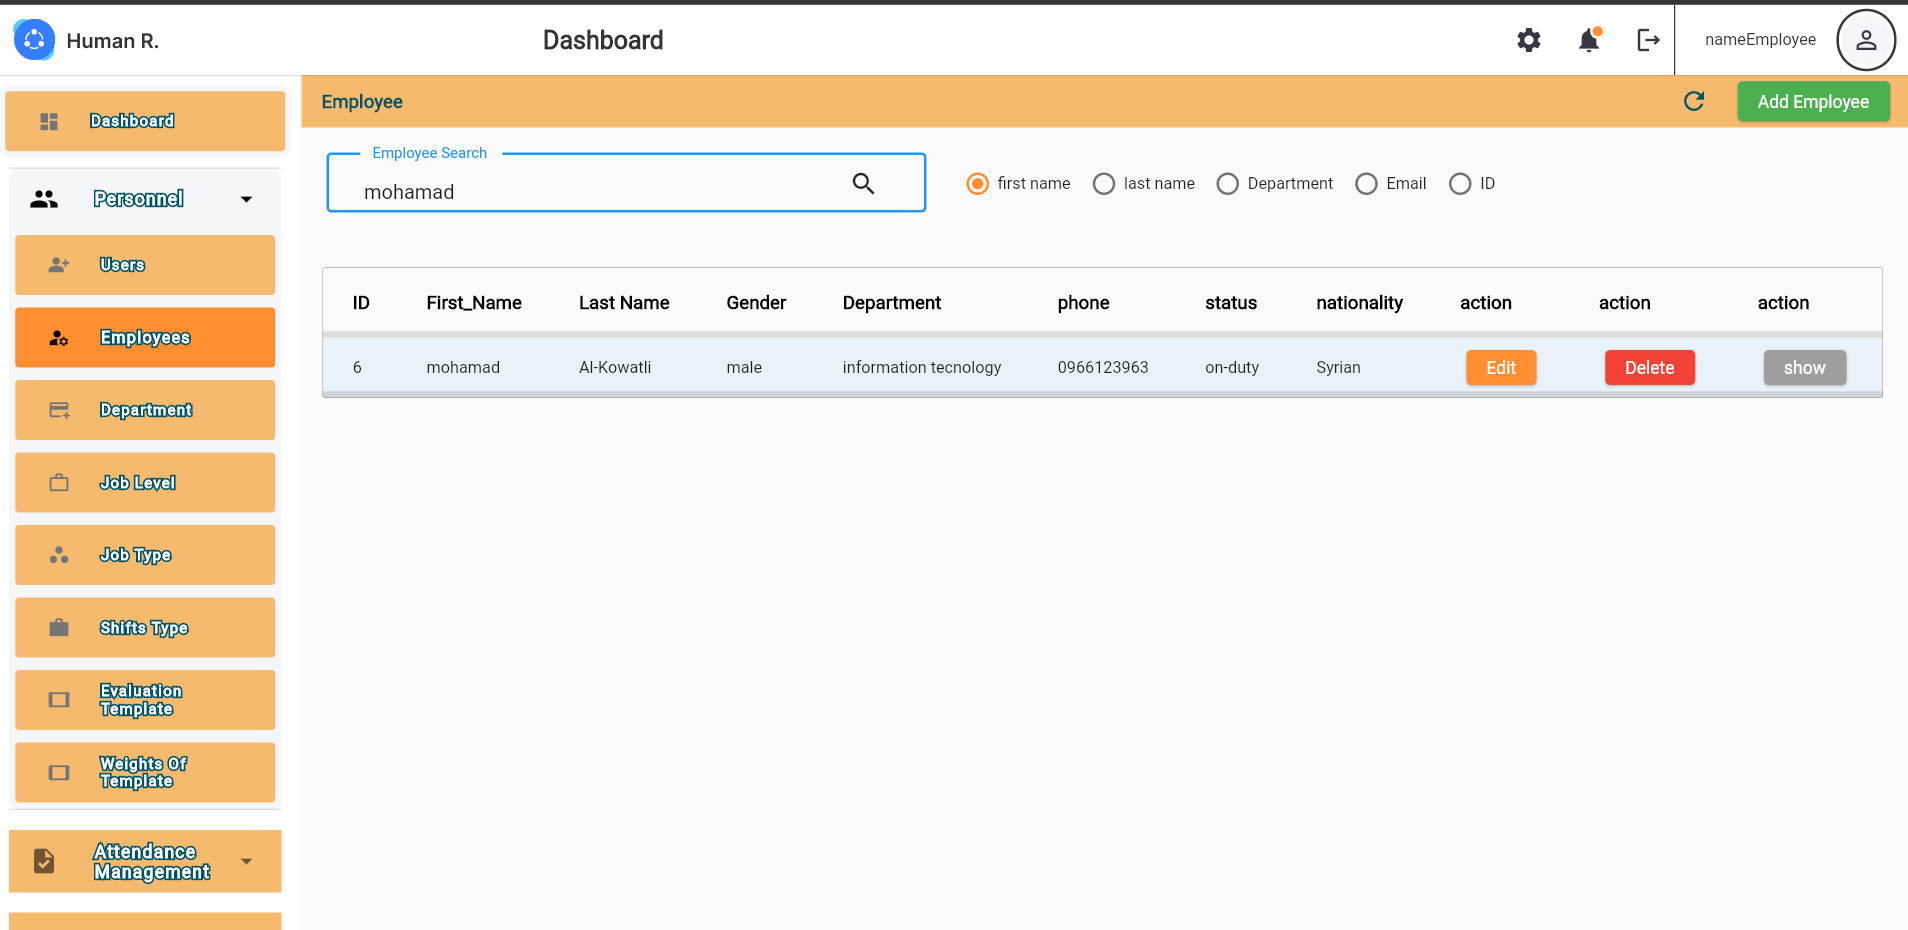 Human R.
Dashboard
nameEmployee
Dashboard
Personnel
Users
Employees
Department
Job Level
Job Type
Shifts Type
Evaluation
Template
Weights Of
Template
Attendance
Management
Employee
Add Employee
Employee Search
mohamad
first name last name Department Email ID
ID First_Name Last Name Gender Department phone status nationality action action action
6 mohamad Al-Kowatli male information tecnology 0966123963 on-duty Syrian Edit Delete show